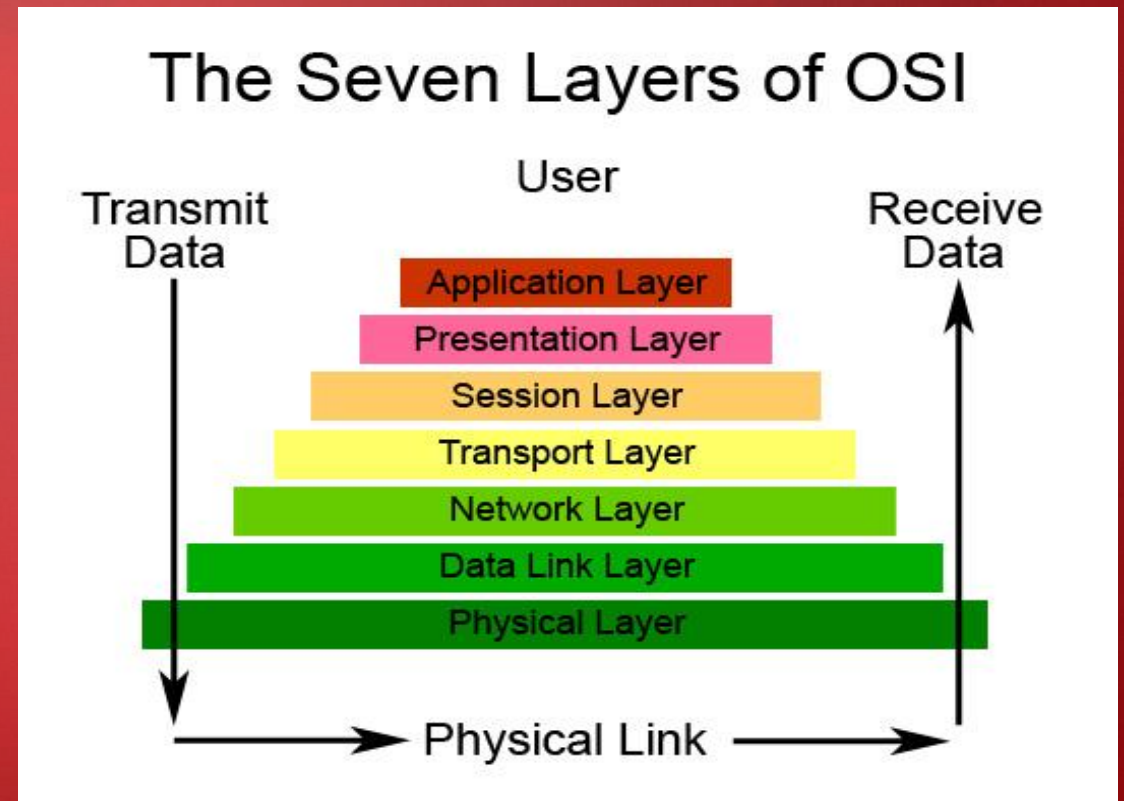 The Seven Layers of OSI
User
Transmit
Data
Receive
Data
Application Layer
Presentation Layer
Session Layer
Transport Layer
Network Layer
Data Link Layer
Physical Layer
Physical Link